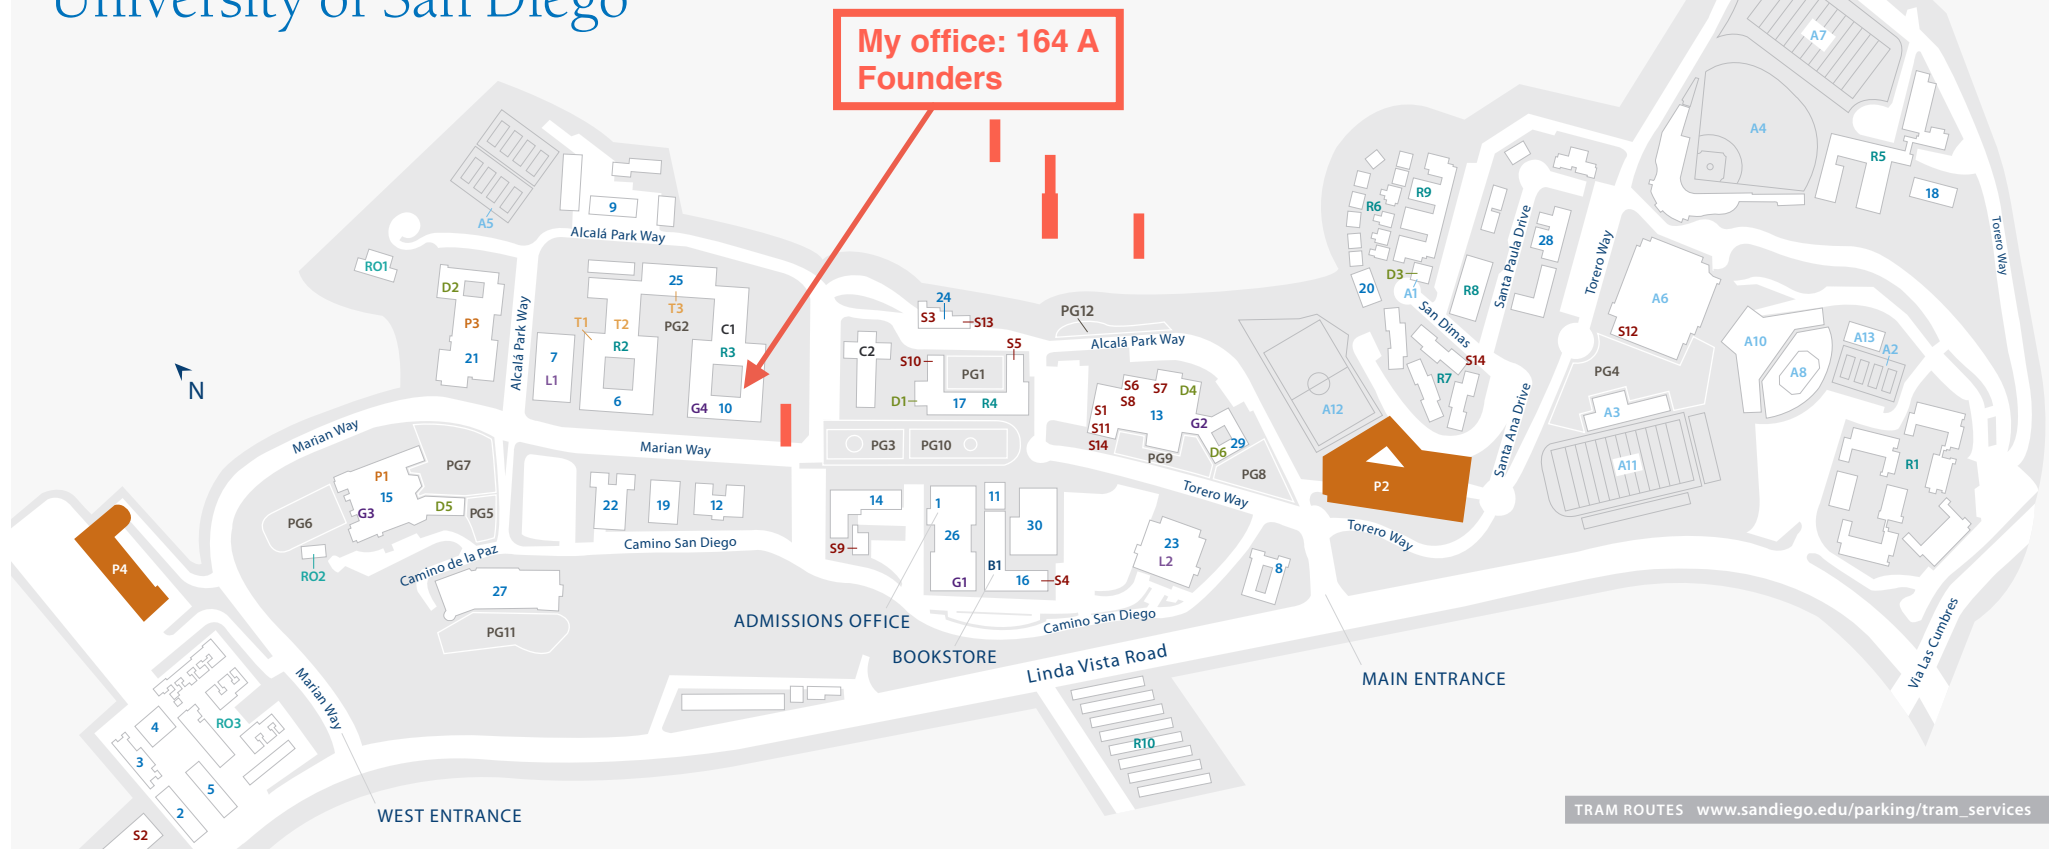 University of San Diego
My office: 164 A
Founders
A7
A4
R5
18
A5
9
Alcalá Park Way
R9
R6
28
Santa Paula Drive
Torero Way
Torero Way
RO1
D2
25
T3
PG2
C1
T1
T2
R2
R3
P3
21
7
L1
6
G4
10
Alcalá Park Way
24
S3
S13
PG12
S5
Alcalá Park Way
C2
S10
PG1
D1
17
R4
D3
A1
20
R8
San Dimas
S14
R7
A6
S12
PG4
A10
A13
A2
A8
A3
A12
S6
S7
D4
S8
S1
13
S11
G2
S14
29
D6
PG9
PG8
N
Marian Way
Marian Way
PG3
PG10
Santa Ana Drive
A11
R1
P2
Torero Way
Torero Way
PG7
P1
15
G3
D5
PG5
PG6
RO2
Camino de la Paz
22
19
12
14
1
11
26
30
S9
B1
G1
16
S4
Camino San Diego
23
L2
8
P4
27
PG11
ADMISSIONS OFFICE
Camino San Diego
BOOKSTORE
Linda Vista Road
MAIN ENTRANCE
Via Las Cumbres
Marian Way
RO3
4
3
5
2
S2
R10
WEST ENTRANCE
TRAM ROUTES www.sandiego.edu/parking/tram_services